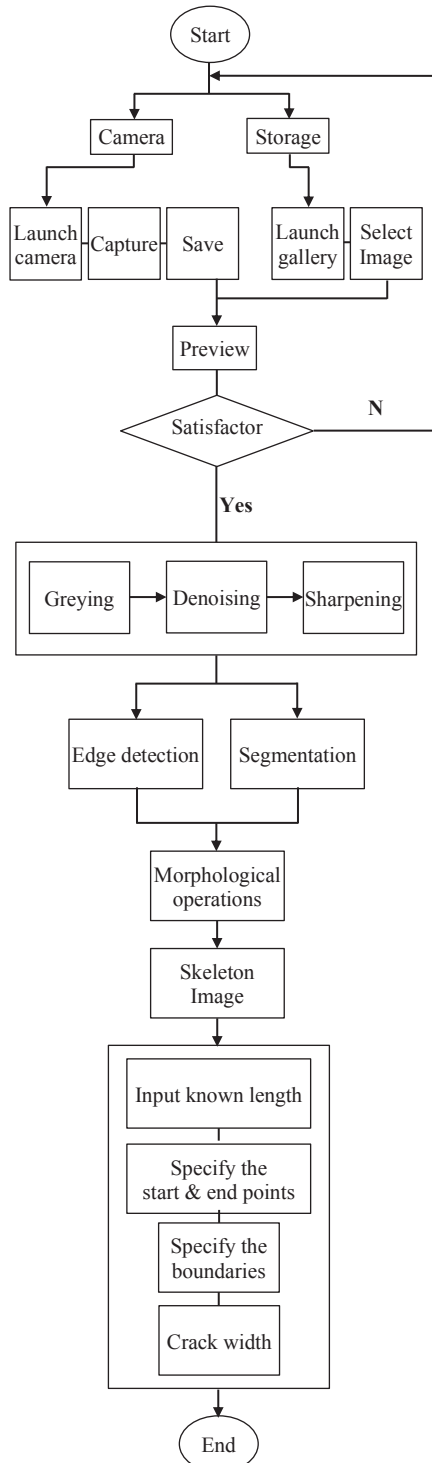 Start
Camera
Storage
Launch
camera
Capture
Save
Launch
gallery
Select
Image
Preview
Satisfactor
N
Yes
Greying
Denoising
Sharpening
Edge detection
Segmentation
Morphological
operations
Skeleton
Image
Input known length
Specify the
start & end points
Specify the
boundaries
Crack width
End